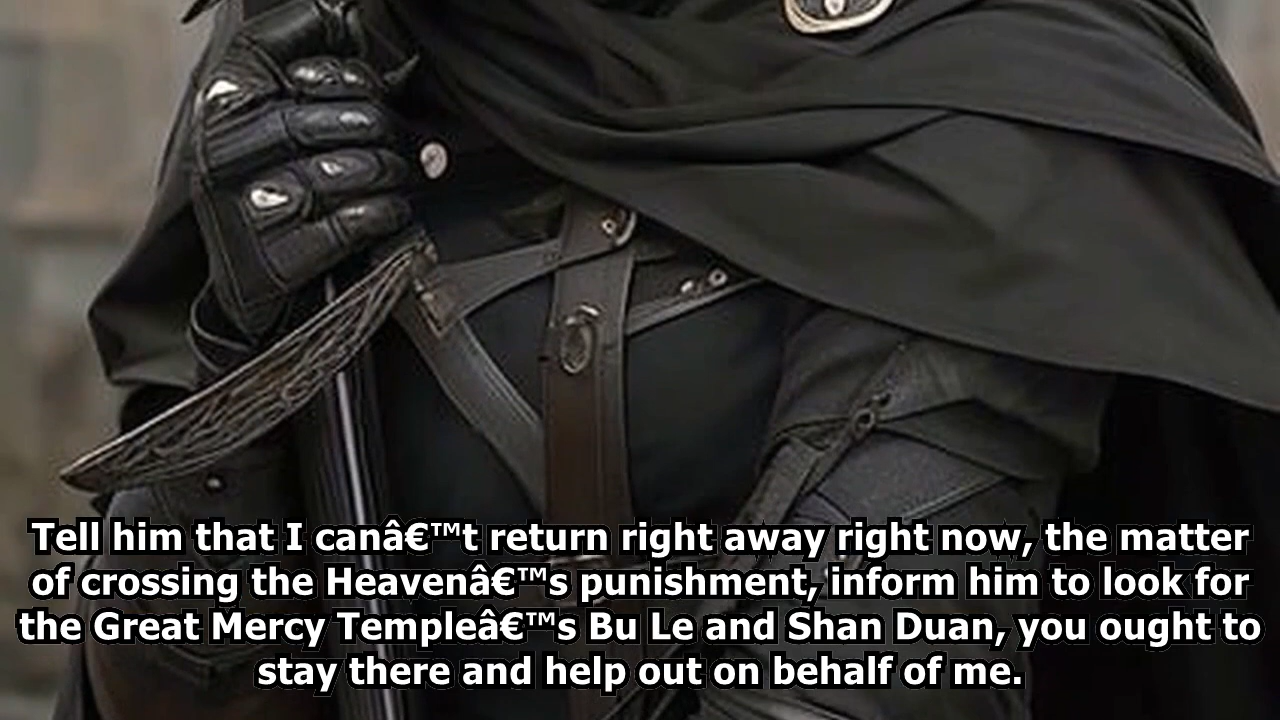 Tell him that I canâ€™t return right away right now, the matter
of crossing the Heavenâ€™s punishment, inform him to look for
the Great Mercy Templeâ€™s Bu Le and Shan Duan, you ought to
stay there and help out on behalf of me.